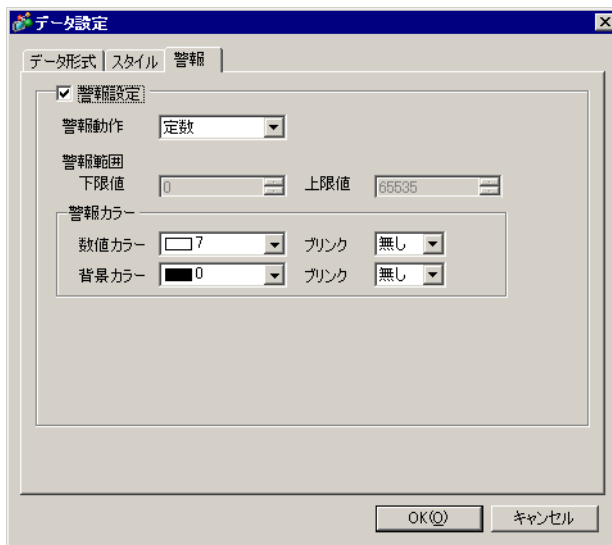 データ設定
データ形式 スタイル 警報
警報設定
警報動作 定数
警報範囲
下限値 0 上限値 65535
警報カラー
数値カラー 7 ブリンク 無し
背景カラー 0 ブリンク 無し
OK(O) キャンセル